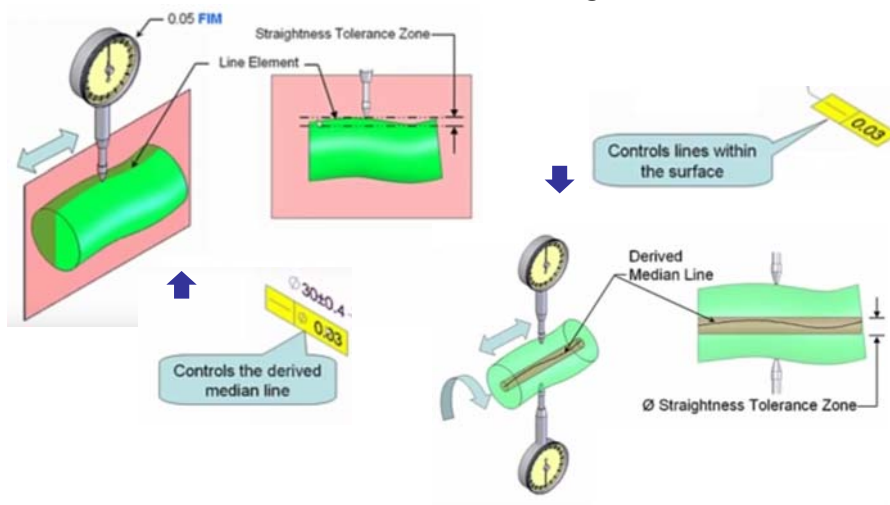 0.05 FIM
Straightness Tolerance Zone
Line Element
0.03
Controls lines within
the surface
Derived
Median Line
Ø30±0.4
Ø 0.03
Controls the derived
median line
Ø Straightness Tolerance Zone